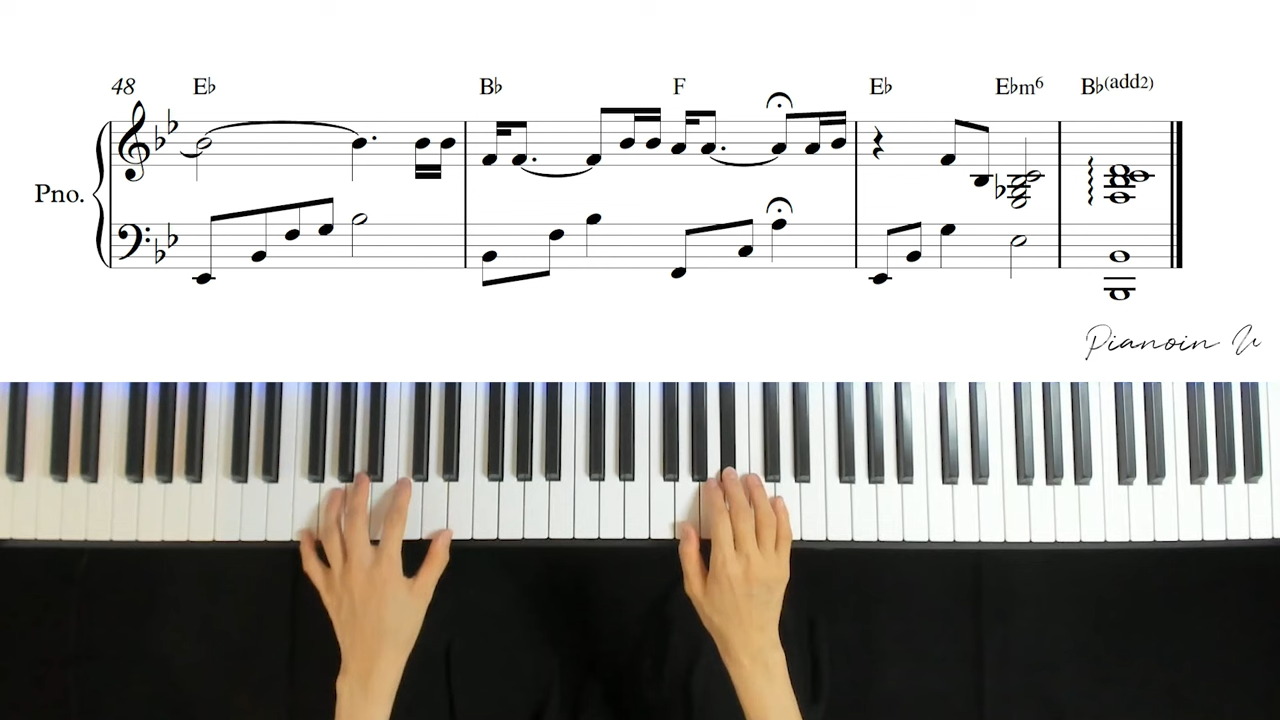 48 E♭ B♭ F E♭ E♭m6 B♭(add2)
Pno.
Pianoin U